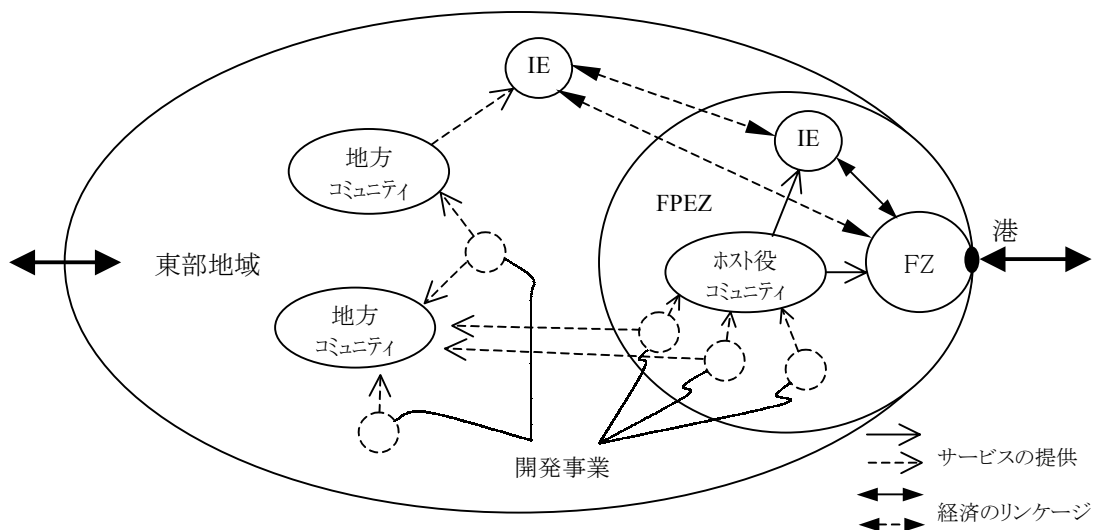 IE
IE
地方
コミュニティ
FPEZ
港
東部地域
ホスト役
コミュニティ
FZ
地方
コミュニティ
開発事業
サービスの提供
経済のリンケージ